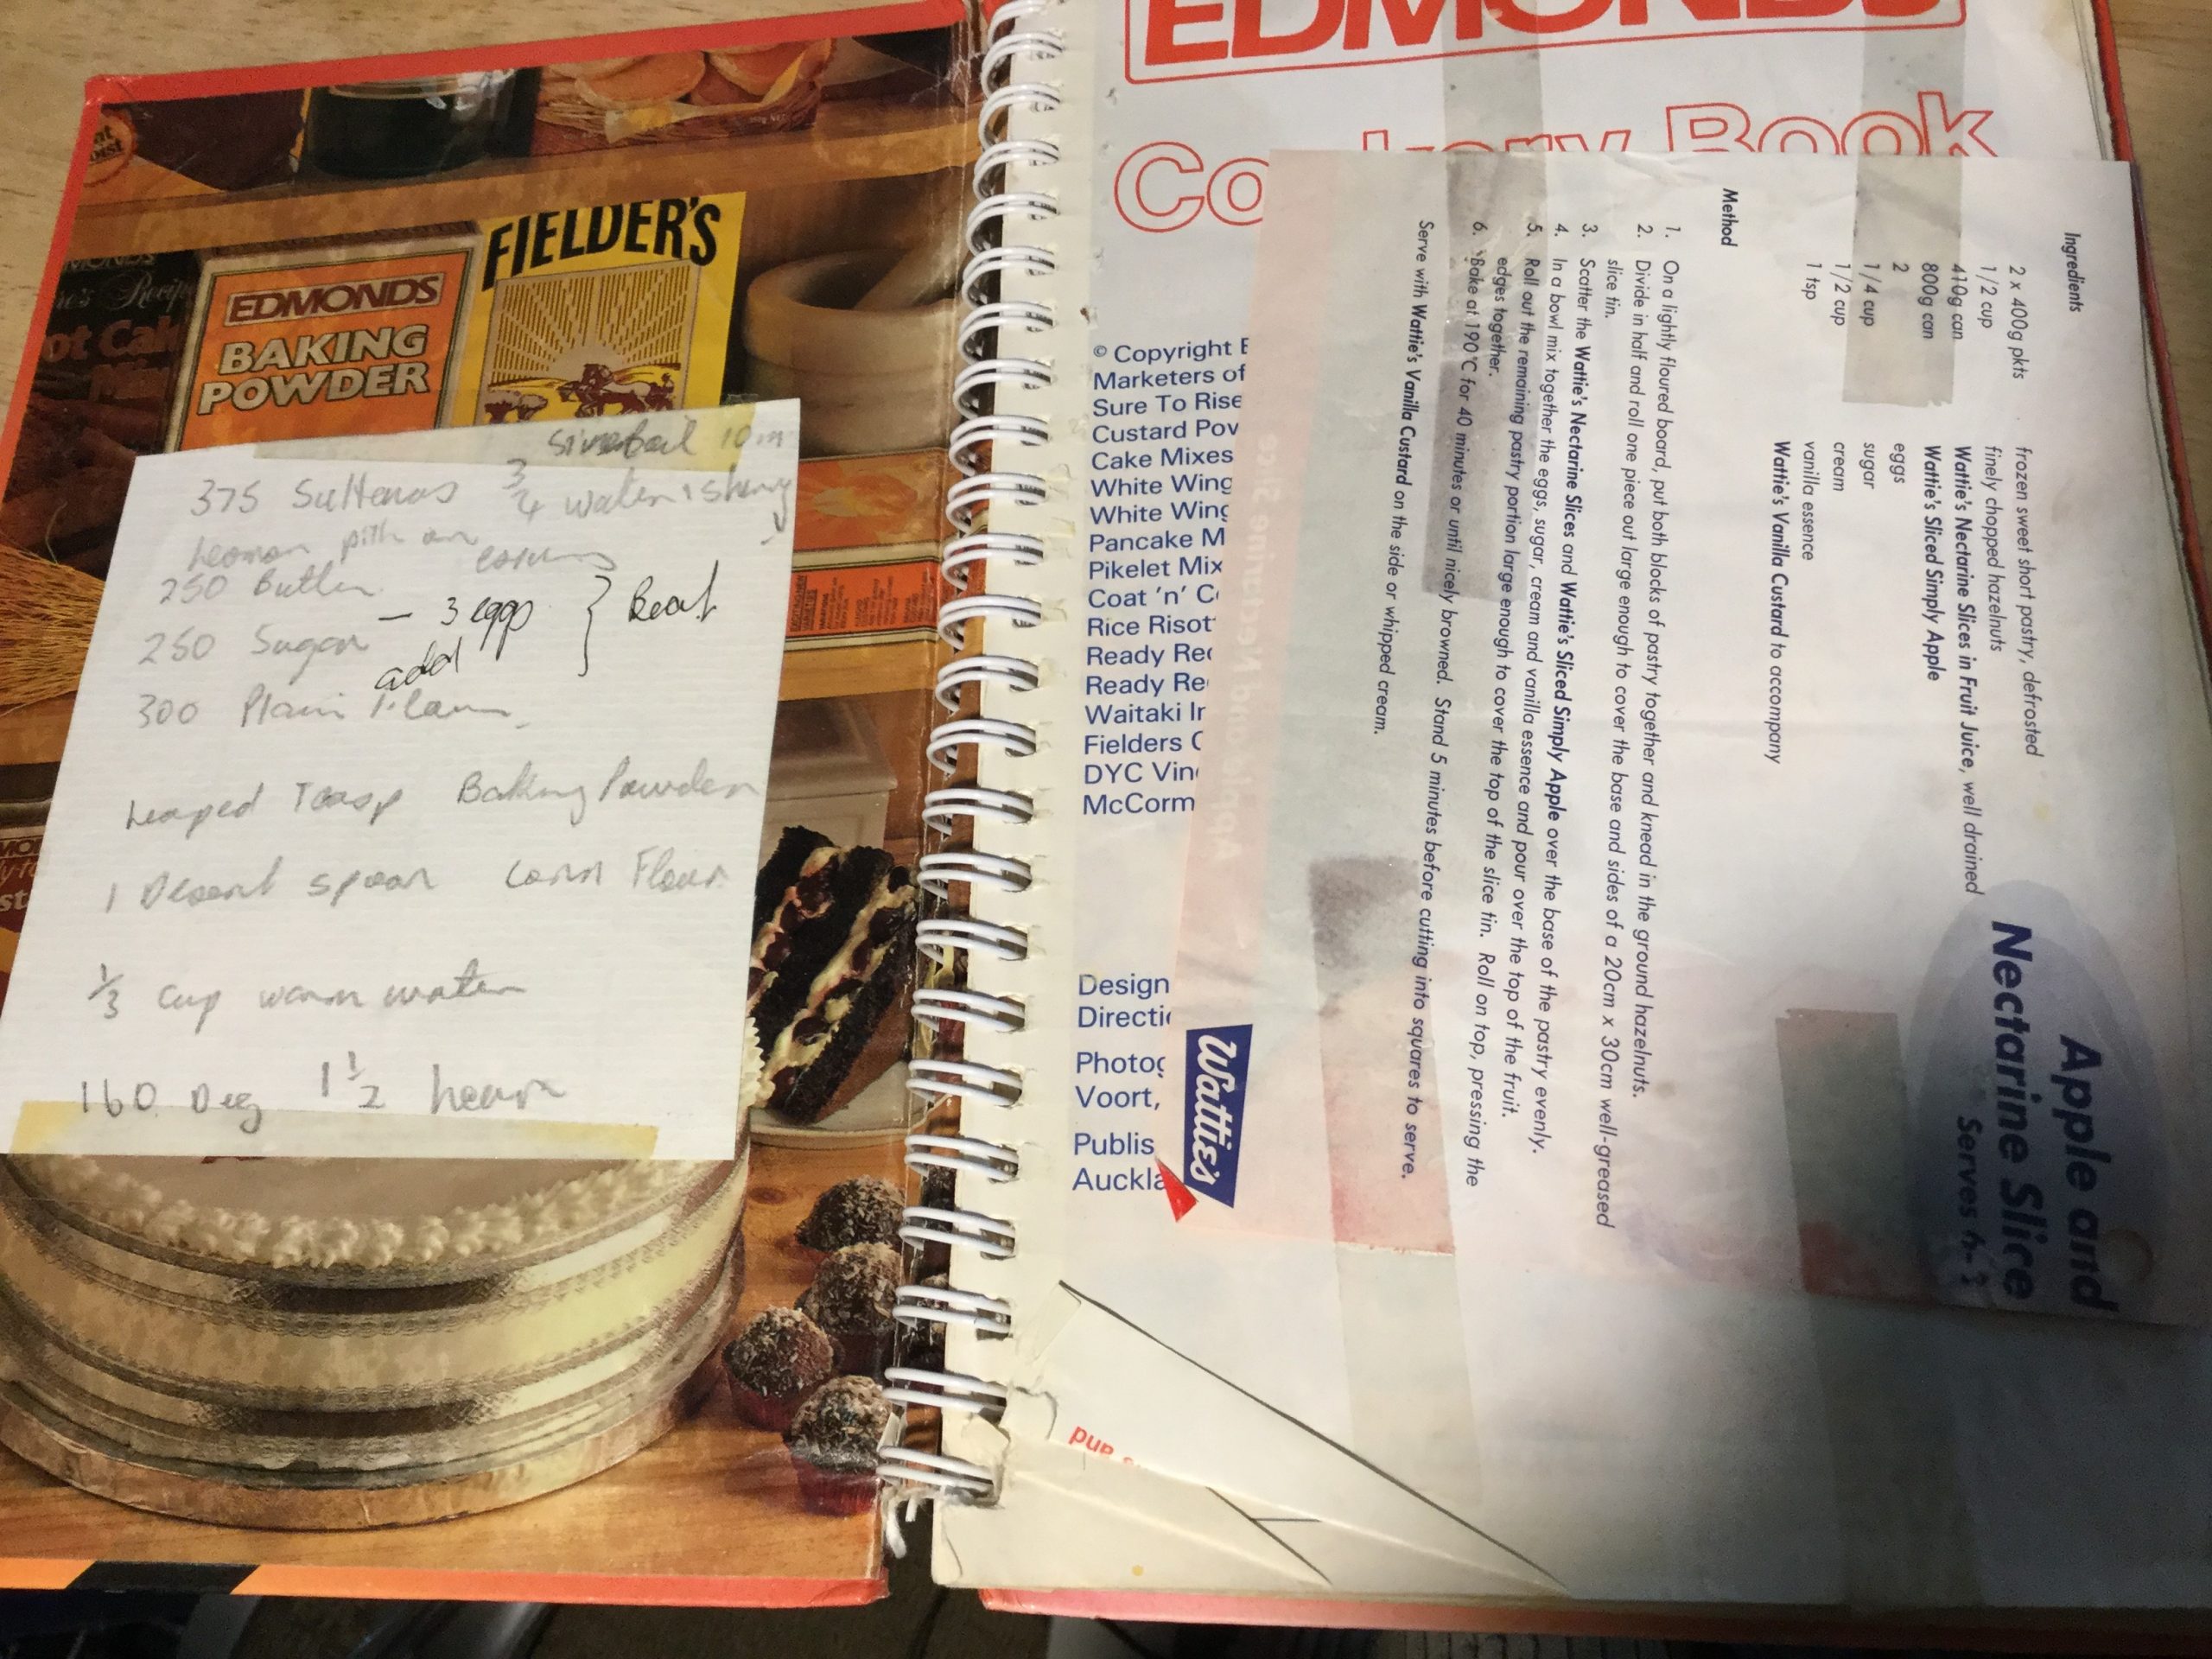 EDMONDS
BAKING
POWDER
FIELDER'S
simmer boil 10m
375 Sultenas 3/4 water & sherry
Lemon pith an
250 Butter
250 Sugar — 3 eggs } Beat
add
300 Plain Flour
heaped Teasp Baking Powder
1 Desert spoon Corn Flour
1/3 cup warm water
160 Deg 1 1/2 hour
EDMONDS
Cookery Book
© Copyright
Marketers of
Sure To Rise
Custard Pow
Cake Mixes
White Wing
White Wing
Pancake M
Pikelet Mix
Coat 'n' C
Rice Risot
Ready Re
Ready Re
Waitaki
Fielders
DYC Vin
McCorm
Design
Directi
Photog
Voort,
Publis
Auckla
Apple and
Nectarine Slice
Serves
Ingredients
2 x 400g pkts frozen sweet short pastry, defrosted
1/2 cup finely chopped hazelnuts
410g can Wattie's Nectarine Slices in Fruit Juice, well drained
800g can Wattie's Sliced Simply Apple
2 eggs
1/4 cup sugar
1/2 cup cream
1 tsp vanilla essence
Wattie's Vanilla Custard to accompany
Method
1. On a lightly floured board, put both blocks of pastry together and knead in the ground hazelnuts.
2. Divide in half and roll one piece out large enough to cover the base and sides of a 20cm x 30cm well-greased
slice tin.
3. Scatter the Wattie's Nectarine Slices and Wattie's Sliced Simply Apple over the base of the pastry evenly.
4. In a bowl mix together the eggs, sugar, cream and vanilla essence and pour over the top of the fruit.
5. Roll out the remaining pastry portion large enough to cover the top of the slice tin. Roll on top, pressing the
edges together.
6. Bake at 190°C for 40 minutes or until nicely browned. Stand 5 minutes before cutting into squares to serve.
Serve with Wattie's Vanilla Custard on the side or whipped cream.
Wattie's
and